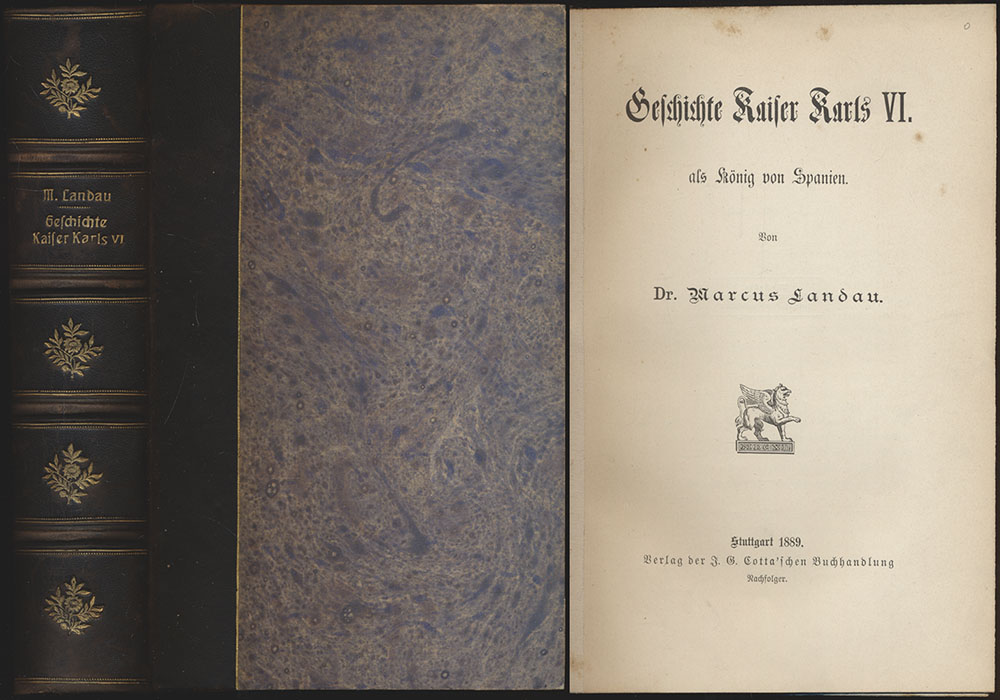 M. Landau
Geschichte
Kaiser Karls VI
Geschichte Kaiser Karls VI.
als König von Spanien.
Von
Dr. Marcus Landau.
Stuttgart 1889.
Verlag der J. G. Cotta'schen Buchhandlung
Nachfolger.